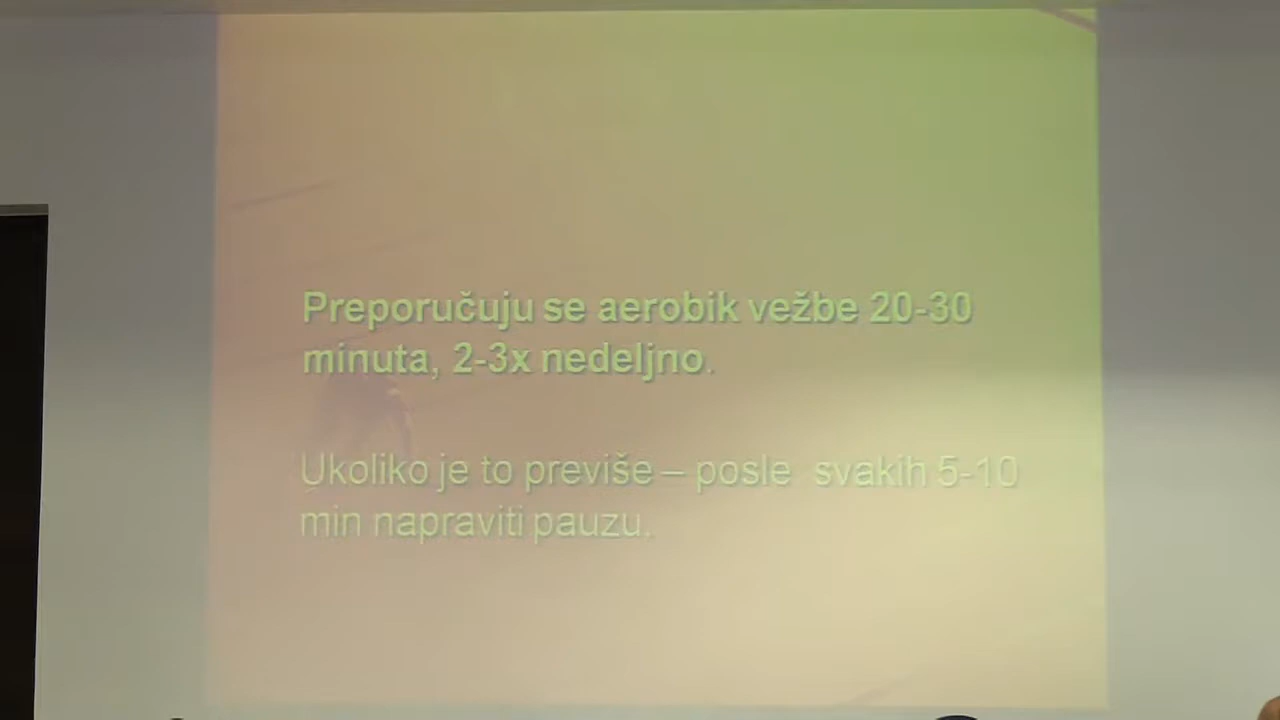 Preporučuju se aerobik vežbe 20-30
minuta, 2-3x nedeljno.
Ukoliko je to previše – posle svakih 5-10
min napraviti pauzu.